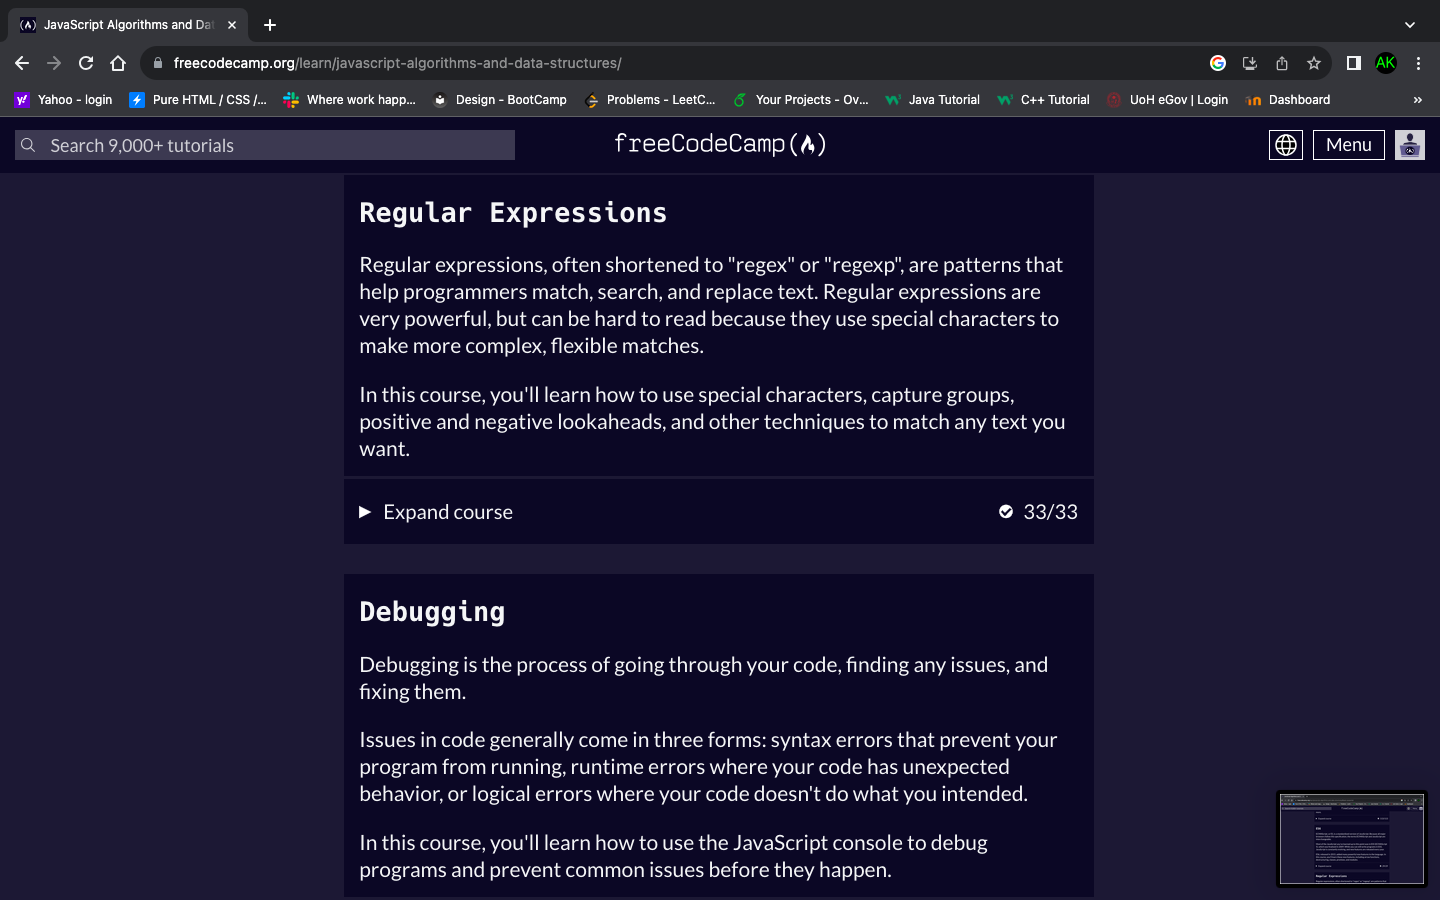 JavaScript Algorithms and Dat
freecodecamp.org/learn/javascript-algorithms-and-data-structures/
AK
Yahoo - login
Pure HTML / CSS /...
Where work happ...
Design - BootCamp
Problems - LeetC...
Your Projects - Ov...
Java Tutorial
C++ Tutorial
UoH eGov | Login
Dashboard
»
Search 9,000+ tutorials
freeCodeCamp
Menu
Regular Expressions
Regular expressions, often shortened to "regex" or "regexp", are patterns that
help programmers match, search, and replace text. Regular expressions are
very powerful, but can be hard to read because they use special characters to
make more complex, flexible matches.
In this course, you'll learn how to use special characters, capture groups,
positive and negative lookaheads, and other techniques to match any text you
want.
Expand course
33/33
Debugging
Debugging is the process of going through your code, finding any issues, and
fixing them.
Issues in code generally come in three forms: syntax errors that prevent your
program from running, runtime errors where your code has unexpected
behavior, or logical errors where your code doesn't do what you intended.
In this course, you'll learn how to use the JavaScript console to debug
programs and prevent common issues before they happen.